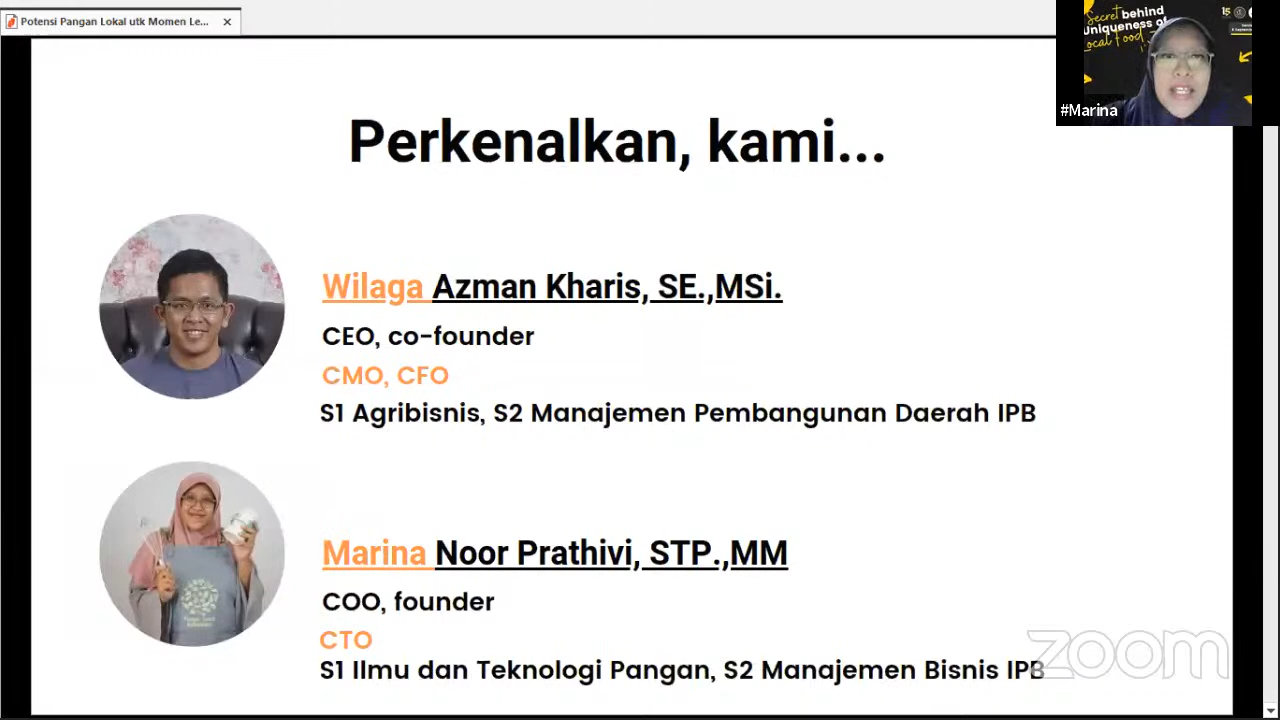 Potensi Pangan Lokal utk Momen Le...
Secret behind
uniqueness of
Local Food
#Marina
Perkenalkan, kami...
Wilaga Azman Kharis, SE.,MSi.
CEO, co-founder
CMO, CFO
S1 Agribisnis, S2 Manajemen Pembangunan Daerah IPB
Marina Noor Prathivi, STP.,MM
COO, founder
CTO
S1 Ilmu dan Teknologi Pangan, S2 Manajemen Bisnis IPB
zoom